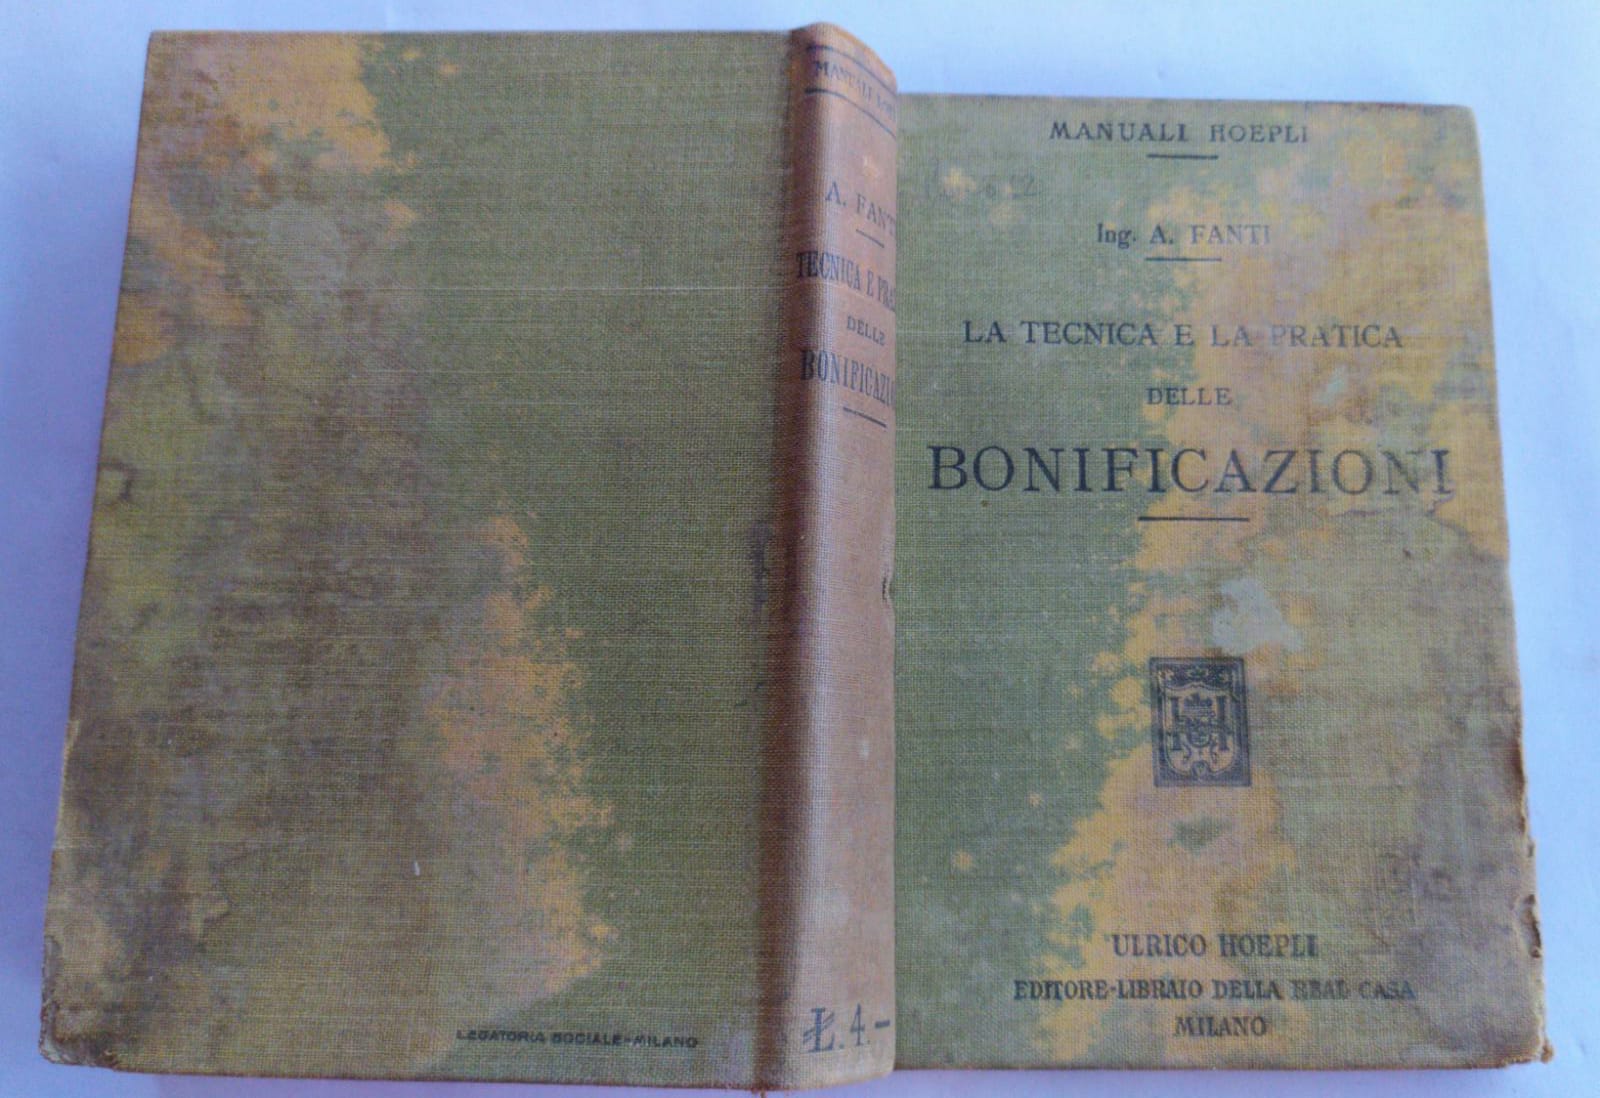 MANUALI HOEPLI
Ing. A. FANTI
LA TECNICA E LA PRATICA
DELLE
BONIFICAZIONI
ULRICO HOEPLI
EDITORE-LIBRAIO DELLA REAL CASA
MILANO
MANUALI
A. FANTI
TECNICA E PRA
DELLE
BONIFICAZIO
L. 4.-
LEGATORIA SOCIALE-MILANO